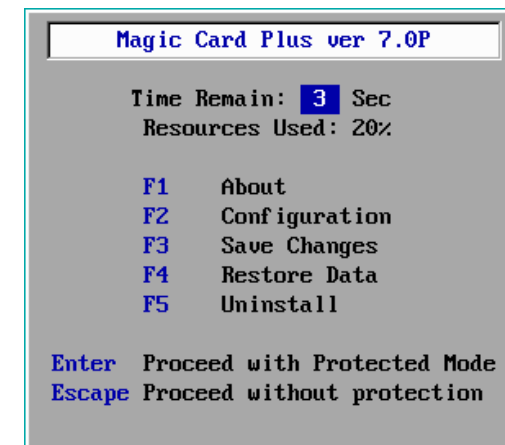 Magic Card Plus ver 7.0P
Time Remain: 3 Sec
Resources Used: 20%
F1 About
F2 Configuration
F3 Save Changes
F4 Restore Data
F5 Uninstall
Enter Proceed with Protected Mode
Escape Proceed without protection